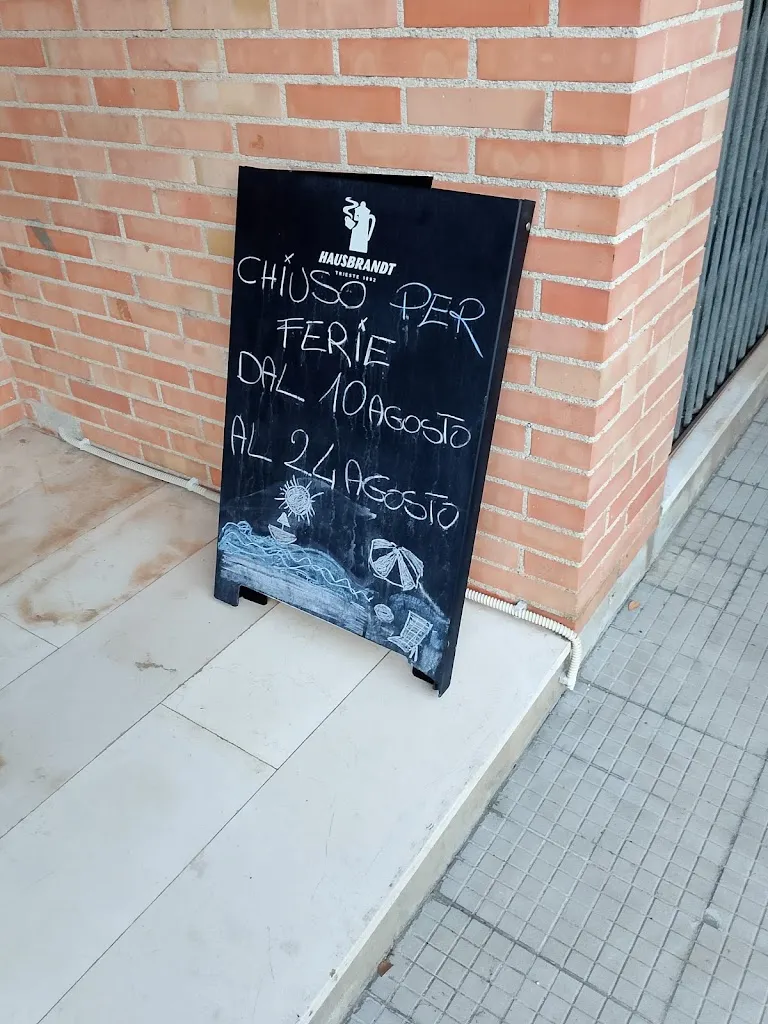 HAUSBRANDT
TRIESTE 1892
CHIUSO PER
FERIE
DAL 10 AGOSTO
AL 24 AGOSTO